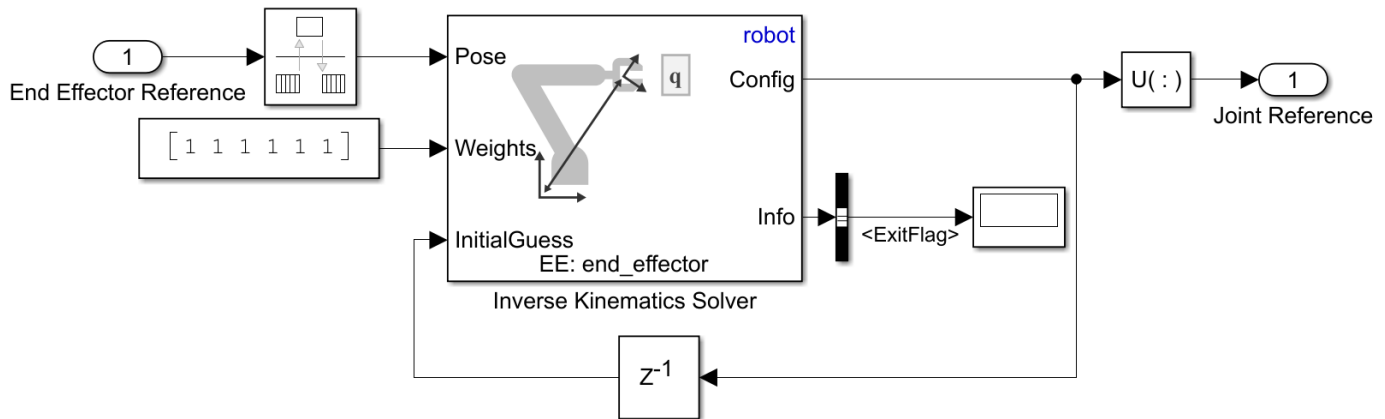 robot
1
Pose
q
Config
U( : )
1
End Effector Reference
Joint Reference
[ 1 1 1 1 1 1 ]
Weights
Info
<ExitFlag>
InitialGuess
EE: end_effector
Inverse Kinematics Solver
Z-1